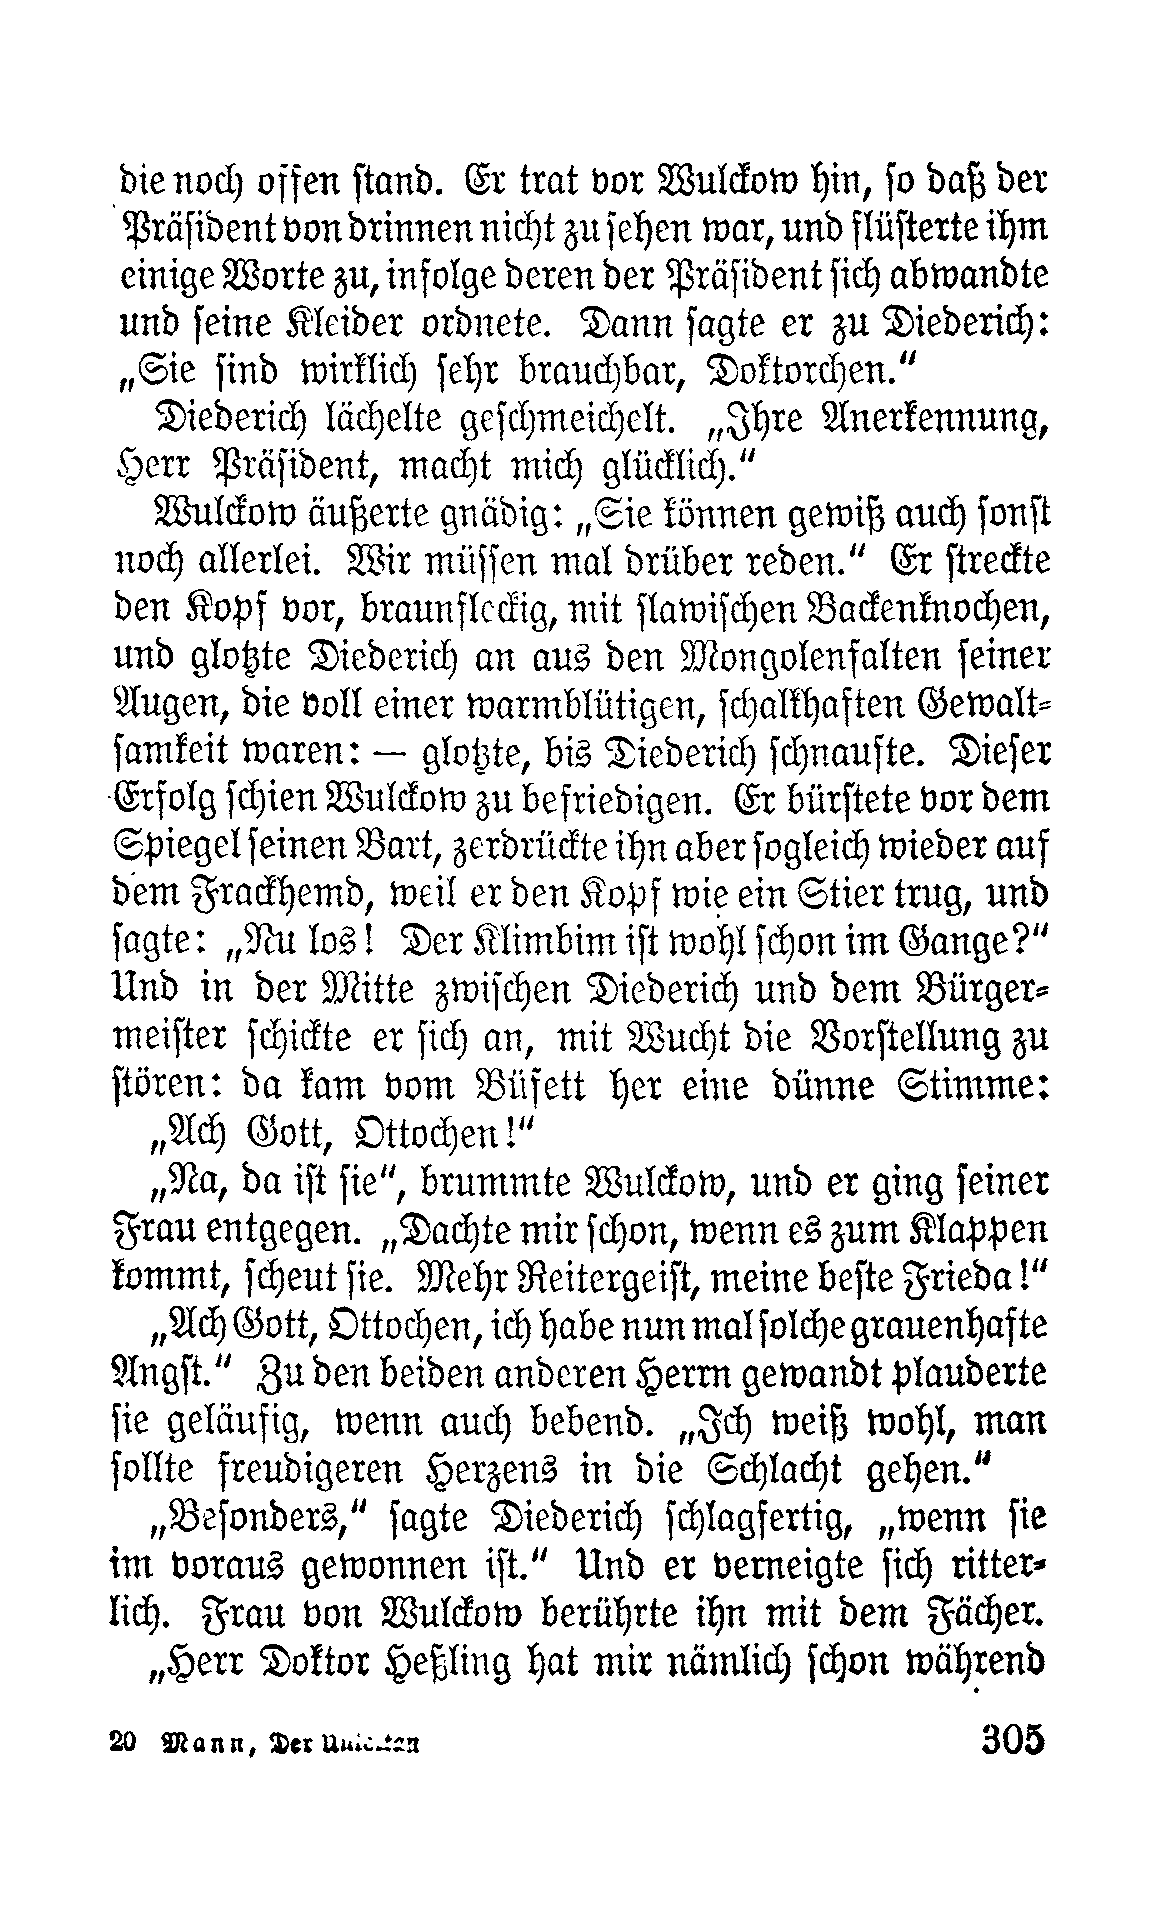 die noch offen stand. Er trat vor Wulckow hin, so daß der
Präsident von drinnen nicht zu sehen war, und flüsterte ihm
einige Worte zu, infolge deren der Präsident sich abwandte
und seine Kleider ordnete. Dann sagte er zu Diederich:
„Sie sind wirklich sehr brauchbar, Doktorchen.“
Diederich lächelte geschmeichelt. „Ihre Anerkennung,
Herr Präsident, macht mich glücklich.“
Wulckow äußerte gnädig: „Sie können gewiß auch sonst
noch allerlei. Wir müssen mal drüber reden.“ Er streckte
den Kopf vor, braunfleckig, mit slawischen Backenknochen,
und glotzte Diederich an aus den Mongolenfalten seiner
Augen, die voll einer warmblütigen, schalkhaften Gewalt-
samkeit waren: — glotzte, bis Diederich schnaufte. Dieser
Erfolg schien Wulckow zu befriedigen. Er bürstete vor dem
Spiegel seinen Bart, zerdrückte ihn aber sogleich wieder auf
dem Frackhemd, weil er den Kopf wie ein Stier trug, und
sagte: „Nu los! Der Klimbim ist wohl schon im Gange?“
Und in der Mitte zwischen Diederich und dem Bürger-
meister schickte er sich an, mit Wucht die Vorstellung zu
stören: da kam vom Büfett her eine dünne Stimme:
„Ach Gott, Ottochen!“
„Na, da ist sie“, brummte Wulckow, und er ging seiner
Frau entgegen. „Dachte mir schon, wenn es zum Klappen
kommt, scheut sie. Mehr Reitergeist, meine beste Frieda!“
„Ach Gott, Ottochen, ich habe nun mal solche grauenhafte
Angst.“ Zu den beiden anderen Herrn gewandt plauderte
sie geläufig, wenn auch bebend. „Ich weiß wohl, man
sollte freudigeren Herzens in die Schlacht gehen.“
„Besonders,“ sagte Diederich schlagfertig, „wenn sie
im voraus gewonnen ist.“ Und er verneigte sich ritter-
lich. Frau von Wulckow berührte ihn mit dem Fächer.
„Herr Doktor Heßling hat mir nämlich schon während
20 Mann, Der
305